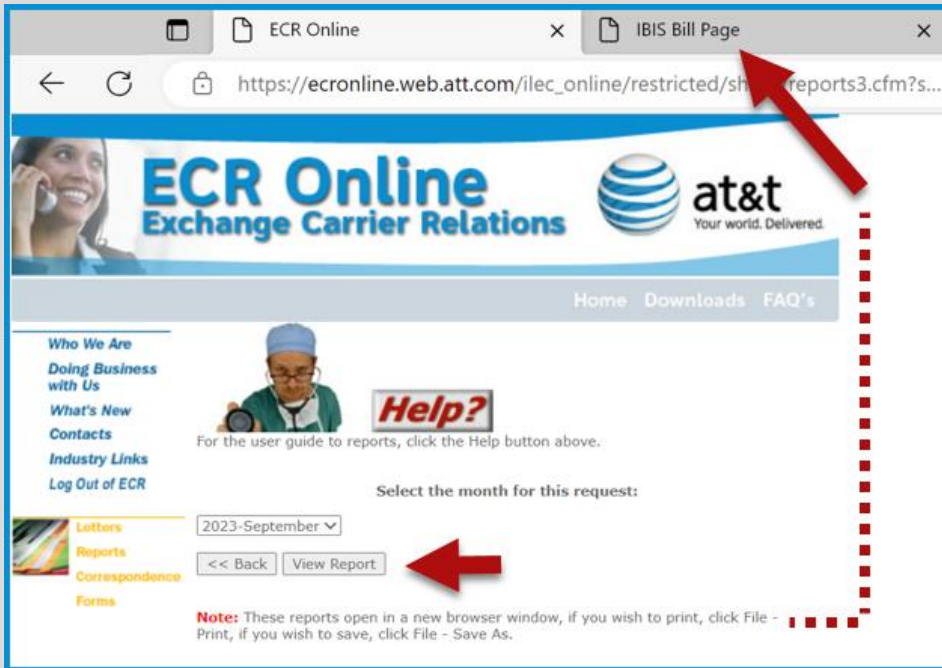 ECR Online
IBIS Bill Page
https://ecronline.web.att.com/ilec_online/restricted/sh reports3.cfm?s...
ECR Online
Exchange Carrier Relations
at&t
Your world. Delivered.
Home Downloads FAQ's
Who We Are
Doing Business
with Us
What's New
Contacts
Industry Links
Log Out of ECR
Letters
Reports
Correspondence
Forms
Help?
For the user guide to reports, click the Help button above.
Select the month for this request:
2023-September
<< Back View Report
Note: These reports open in a new browser window, if you wish to print, click File -
Print, if you wish to save, click File - Save As.